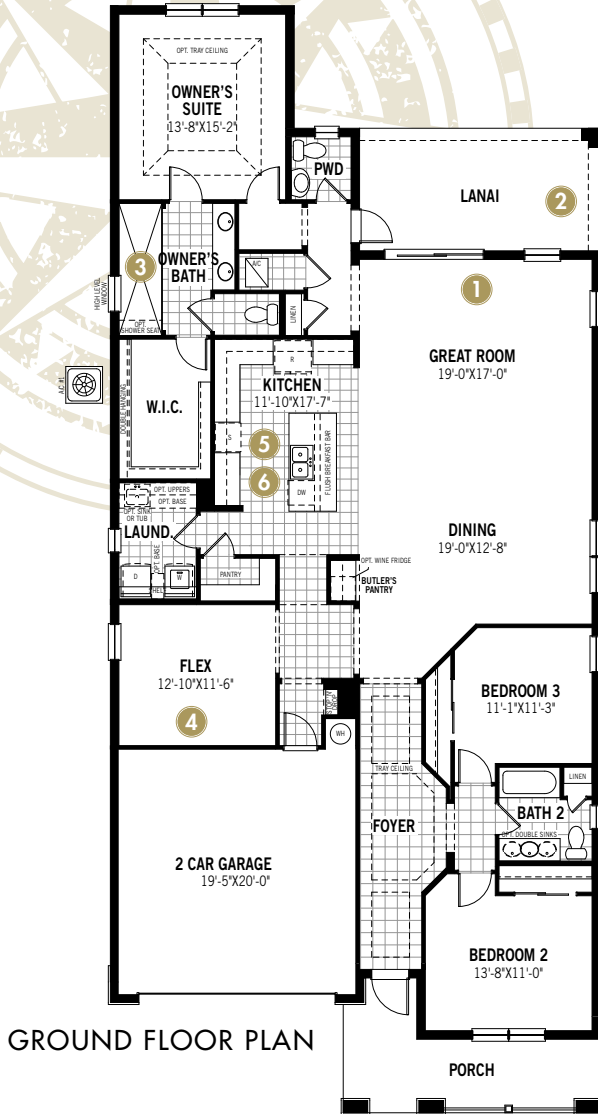 OPT. TRAY CEILING
OWNER'S
SUITE
13'-8"X15'-2"
PWD
LANAI
2
3
OWNER'S
BATH
A/C
1
HIGH LEVEL
WINDOW
OPT.
SHOWER SEAT
LINEN
GREAT ROOM
19'-0"X17'-0"
A.C. #1
DOUBLE HANGING
W.I.C.
R
KITCHEN
11'-10"X17'-7"
S
5
6
DW
FLUSH BREAKFAST BAR
OPT. UPPERS
OPT. BASE
OPT. SINK
OR TUB
LAUND.
OPT. BASE
D
W
PANTRY
DINING
19'-0"X12'-8"
OPT. WINE FRIDGE
BUTLER'S
PANTRY
FLEX
12'-10"X11'-6"
4
STOP 'N
DROP
WH
BEDROOM 3
11'-1"X11'-3"
TRAY CEILING
LINEN
BATH 2
OPT. DOUBLE SINKS
FOYER
2 CAR GARAGE
19'-5"X20'-0"
BEDROOM 2
13'-8"X11'-0"
GROUND FLOOR PLAN
PORCH